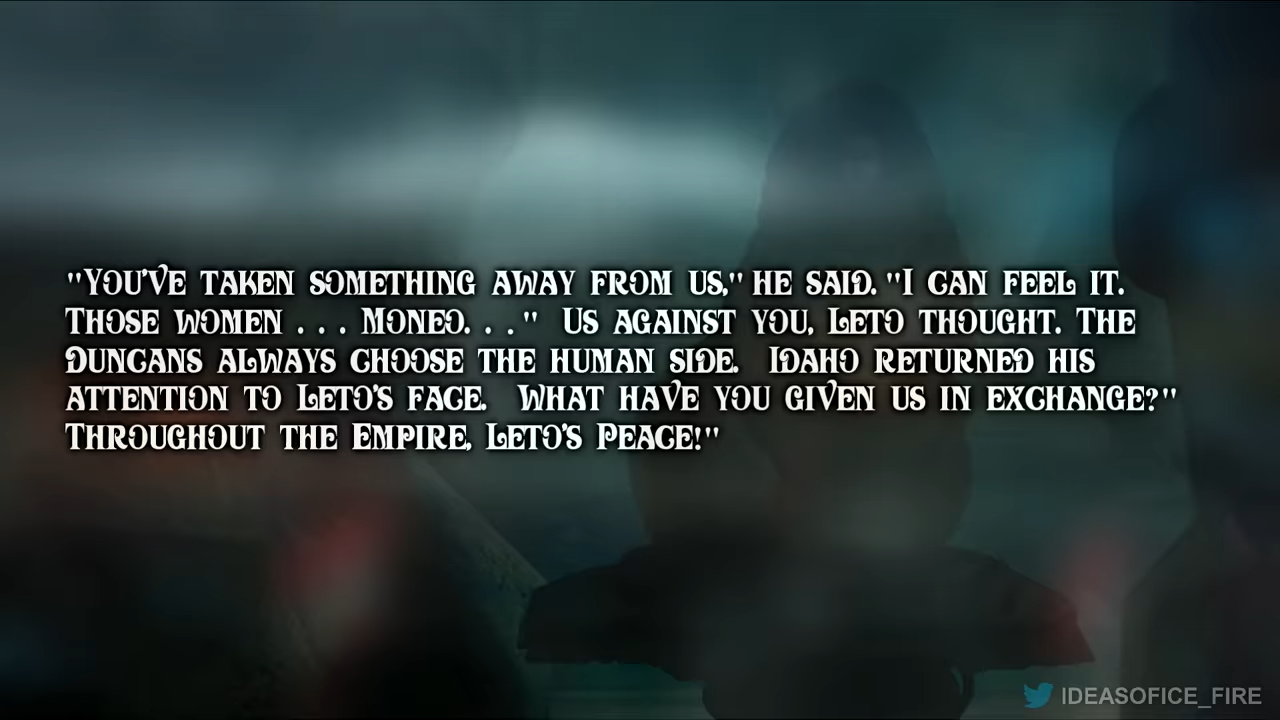 "You've taken something away from us," he said. "I can feel it.
Those women . . . Moneo. . . "  Us against you, Leto thought. The
Duncans always choose the human side.  Idaho returned his
attention to Leto's face.  What have you given us in exchange?"
Throughout the Empire, Leto's Peace!"
IDEASOFICE_FIRE